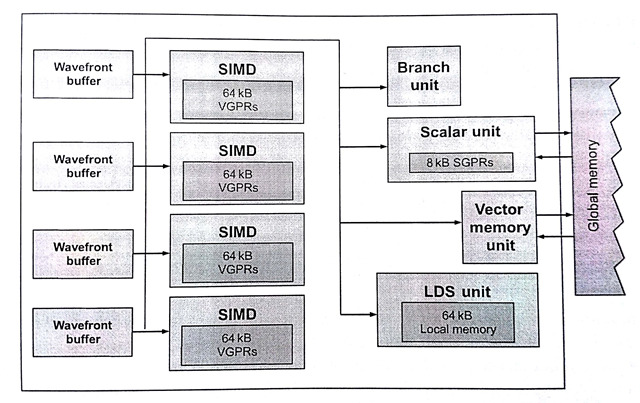 Wavefront
buffer
SIMD
64 kB
VGPRs
Wavefront
buffer
SIMD
64 kB
VGPRs
Wavefront
buffer
SIMD
64 kB
VGPRs
Wavefront
buffer
SIMD
64 kB
VGPRs
Branch
unit
Scalar unit
8 kB SGPRs
Vector
memory
unit
LDS unit
64 kB
Local memory
Global memory